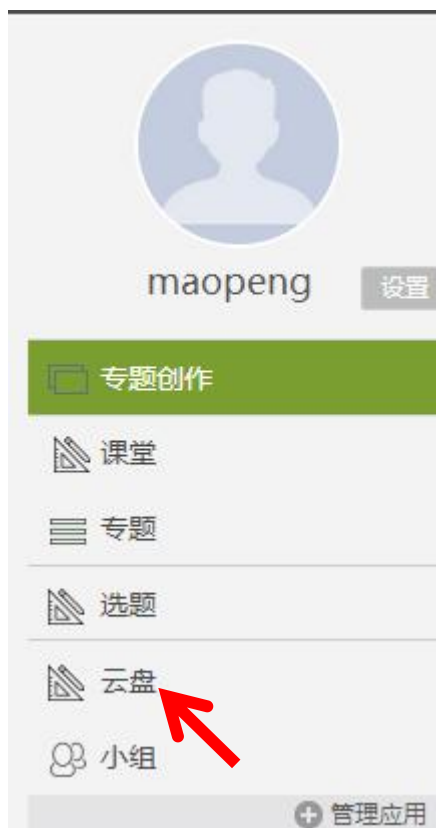 maopeng 设置
专题创作
课堂
专题
选题
云盘
小组
管理应用